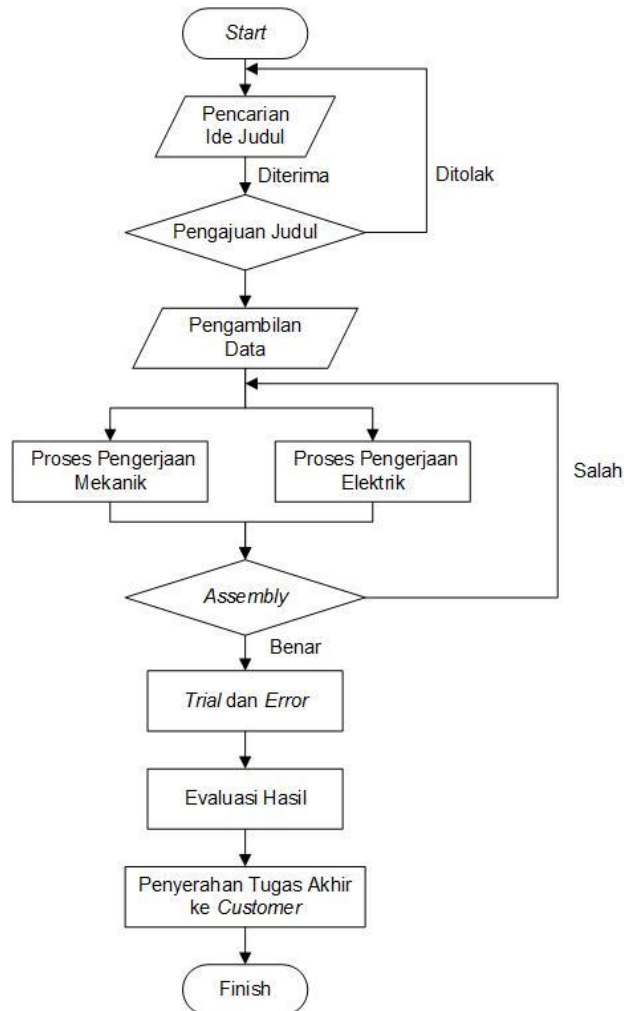 Start
Pencarian
Ide Judul
Diterima
Ditolak
Pengajuan Judul
Pengambilan
Data
Proses Pengerjaan
Mekanik
Proses Pengerjaan
Elektrik
Salah
Assembly
Benar
Trial dan Error
Evaluasi Hasil
Penyerahan Tugas Akhir
ke Customer
Finish